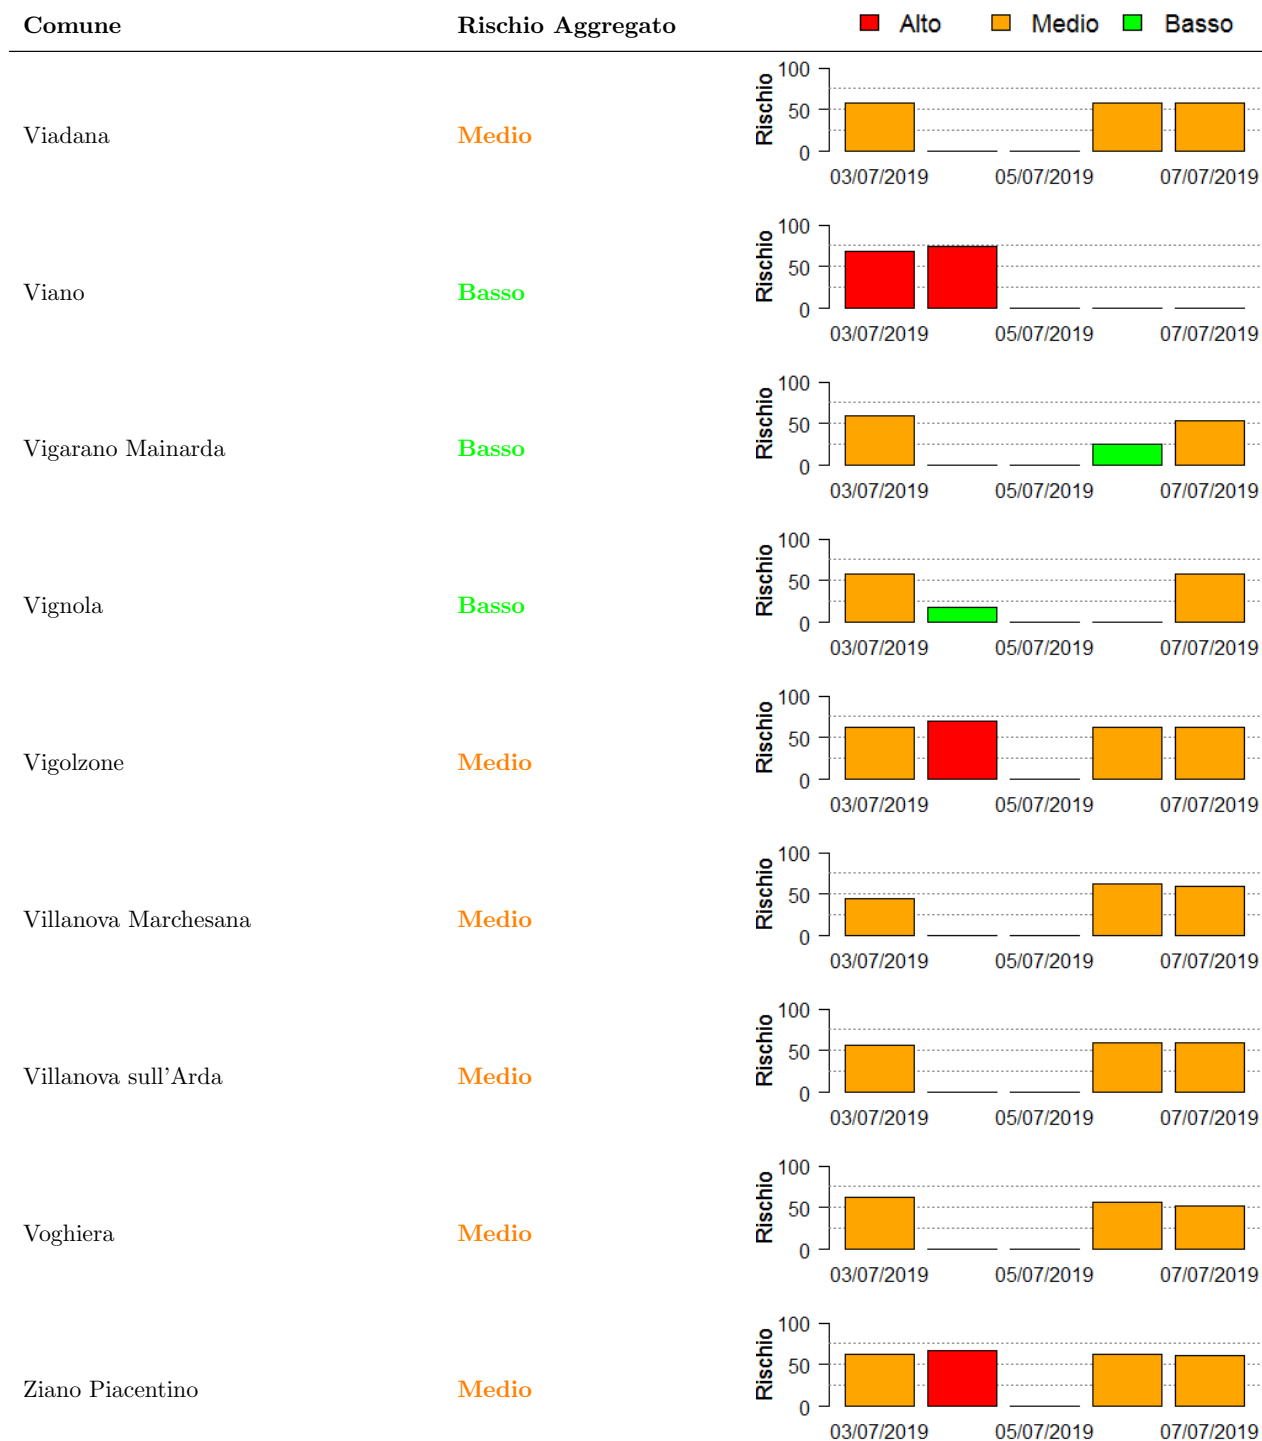 Comune Rischio Aggregato Alto Medio Basso
Viadana Medio
Rischio
100
50
0
03/07/2019 05/07/2019 07/07/2019
Viano Basso
Rischio
100
50
0
03/07/2019 05/07/2019 07/07/2019
Vigarano Mainarda Basso
Rischio
100
50
0
03/07/2019 05/07/2019 07/07/2019
Vignola Basso
Rischio
100
50
0
03/07/2019 05/07/2019 07/07/2019
Vigolzone Medio
Rischio
100
50
0
03/07/2019 05/07/2019 07/07/2019
Villanova Marchesana Medio
Rischio
100
50
0
03/07/2019 05/07/2019 07/07/2019
Villanova sull'Arda Medio
Rischio
100
50
0
03/07/2019 05/07/2019 07/07/2019
Voghiera Medio
Rischio
100
50
0
03/07/2019 05/07/2019 07/07/2019
Ziano Piacentino Medio
Rischio
100
50
0
03/07/2019 05/07/2019 07/07/2019